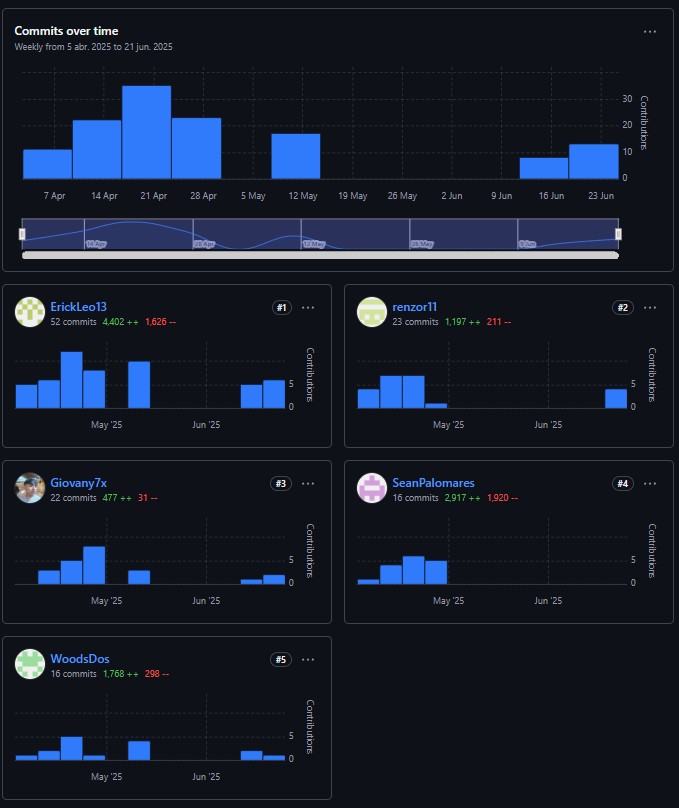 Commits over time
Weekly from 5 abr. 2025 to 21 jun. 2025
30
20
10
0
Contributions
7 Apr 14 Apr 21 Apr 28 Apr 5 May 12 May 19 May 26 May 2 Jun 9 Jun 16 Jun 23 Jun
14 Apr 28 Apr 12 May 26 May 9 Jun
ErickLeo13 #1
52 commits 4,402 ++ 1,626 --
5
0
Contributions
May '25 Jun '25
renzor11 #2
23 commits 1,197 ++ 211 --
5
0
Contributions
May '25 Jun '25
Giovany7x #3
22 commits 477 ++ 31 --
5
0
Contributions
May '25 Jun '25
SeanPalomares #4
16 commits 2,917 ++ 1,920 --
5
0
Contributions
May '25 Jun '25
WoodsDos #5
16 commits 1,768 ++ 298 --
5
0
Contributions
May '25 Jun '25